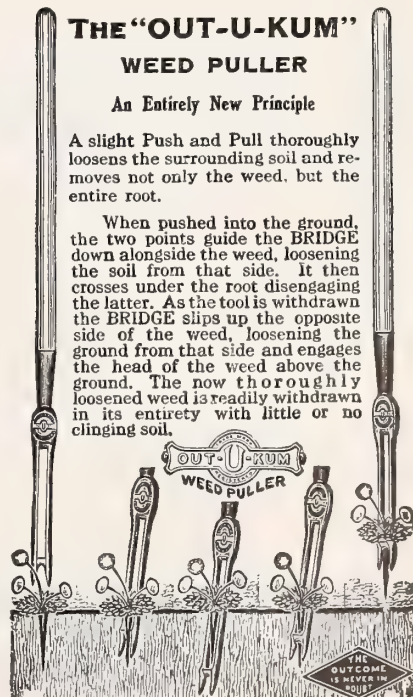 THE "OUT-U-KUM"
WEED PULLER
An Entirely New Principle
A slight Push and Pull thoroughly
loosens the surrounding soil and re-
moves not only the weed, but the
entire root.
When pushed into the ground,
the two points guide the BRIDGE
down alongside the weed, loosening
the soil from that side. It then
crosses under the root disengaging
the latter. As the tool is withdrawn
the BRIDGE slips up the opposite
side of the weed, loosening the
ground from that side and engages
the head of the weed above the
ground. The now thoroughly
loosened weed is readily withdrawn
in its entirety with little or no
clinging soil.
OUT-U-KUM
WEED PULLER
THE
OUTCOME
IS NEVER IN
DOUBT